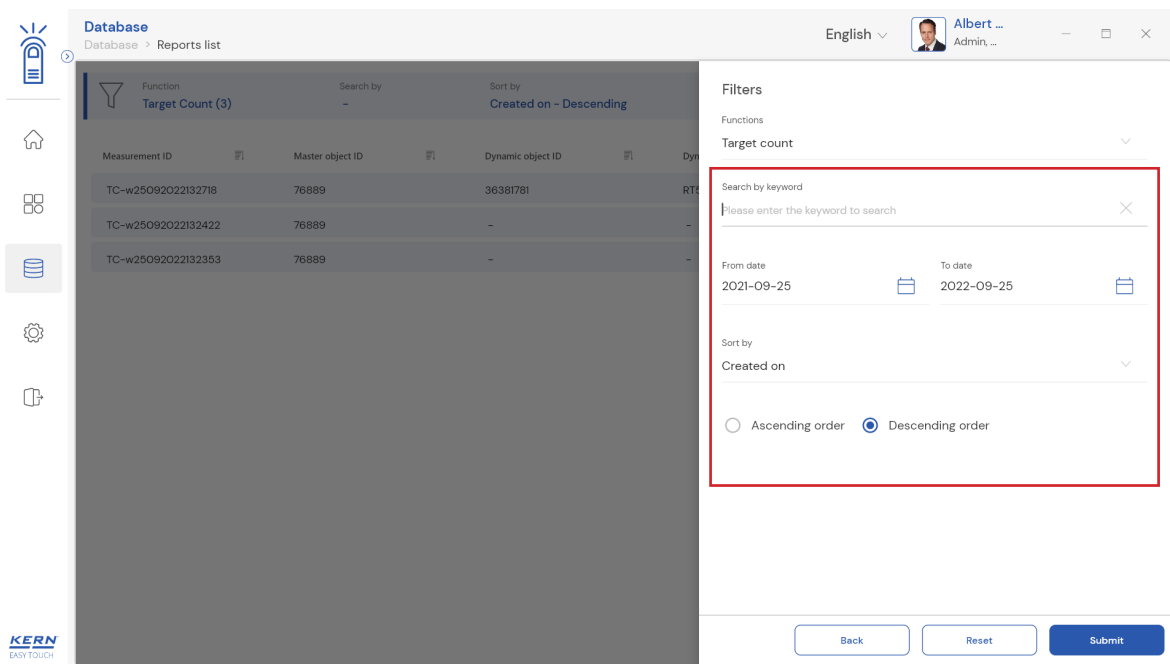 Database
Database > Reports list
English
Albert ...
Admin, ...
Function
Target Count (3)
Search by
-
Sort by
Created on - Descending
Measurement ID
Master object ID
Dynamic object ID
Dyn
TC-w25092022132718
76889
36381781
RT5
TC-w25092022132422
76889
-
-
TC-w25092022132353
76889
-
-
Filters
Functions
Target count
Search by keyword
Please enter the keyword to search
From date
2021-09-25
To date
2022-09-25
Sort by
Created on
Ascending order
Descending order
Back
Reset
Submit
KERN
EASY TOUCH